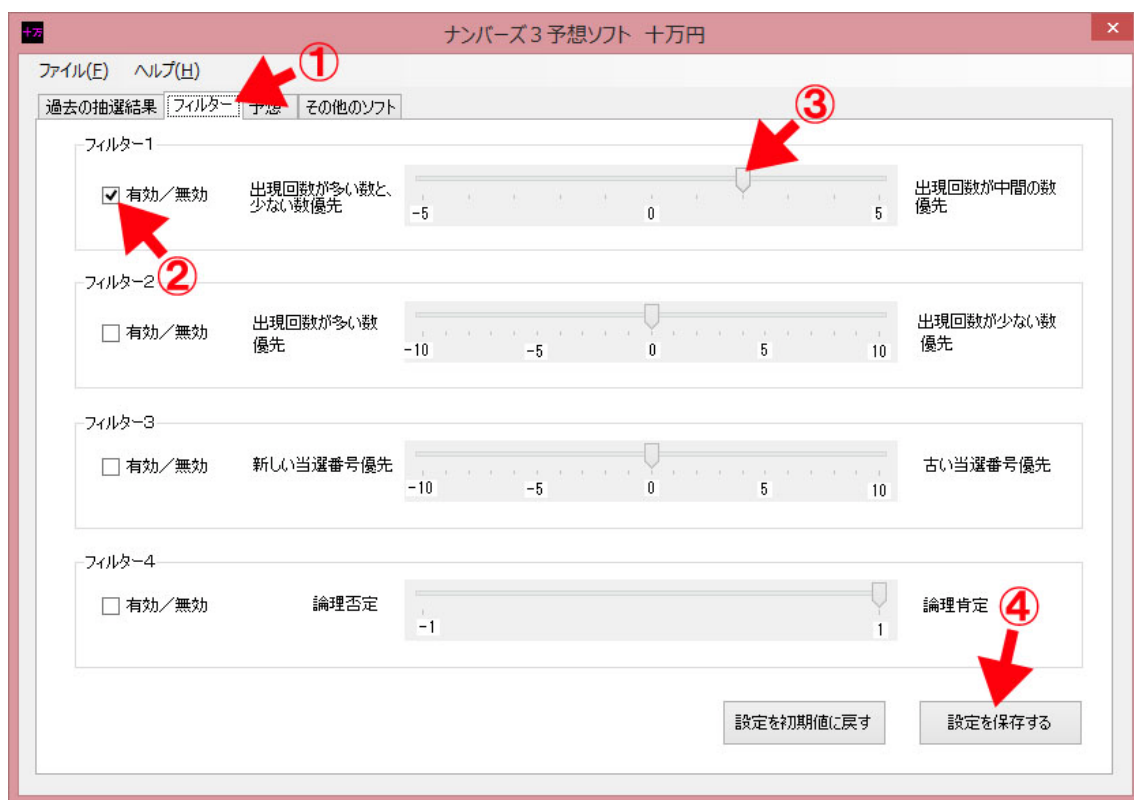 十万
ナンバーズ3予想ソフト 十万円
×
ファイル(F) ヘルプ(H)
①
過去の抽選結果 フィルター 予想 その他のソフト
③
フィルター1
有効／無効
出現回数が多い数と、
少ない数優先
-5 0 5
出現回数が中間の数
優先
②
フィルター2
有効／無効
出現回数が多い数
優先
-10 -5 0 5 10
出現回数が少ない数
優先
フィルター3
有効／無効
新しい当選番号優先
-10 -5 0 5 10
古い当選番号優先
フィルター4
有効／無効
論理否定
-1 1
論理肯定
④
設定を初期値に戻す 設定を保存する